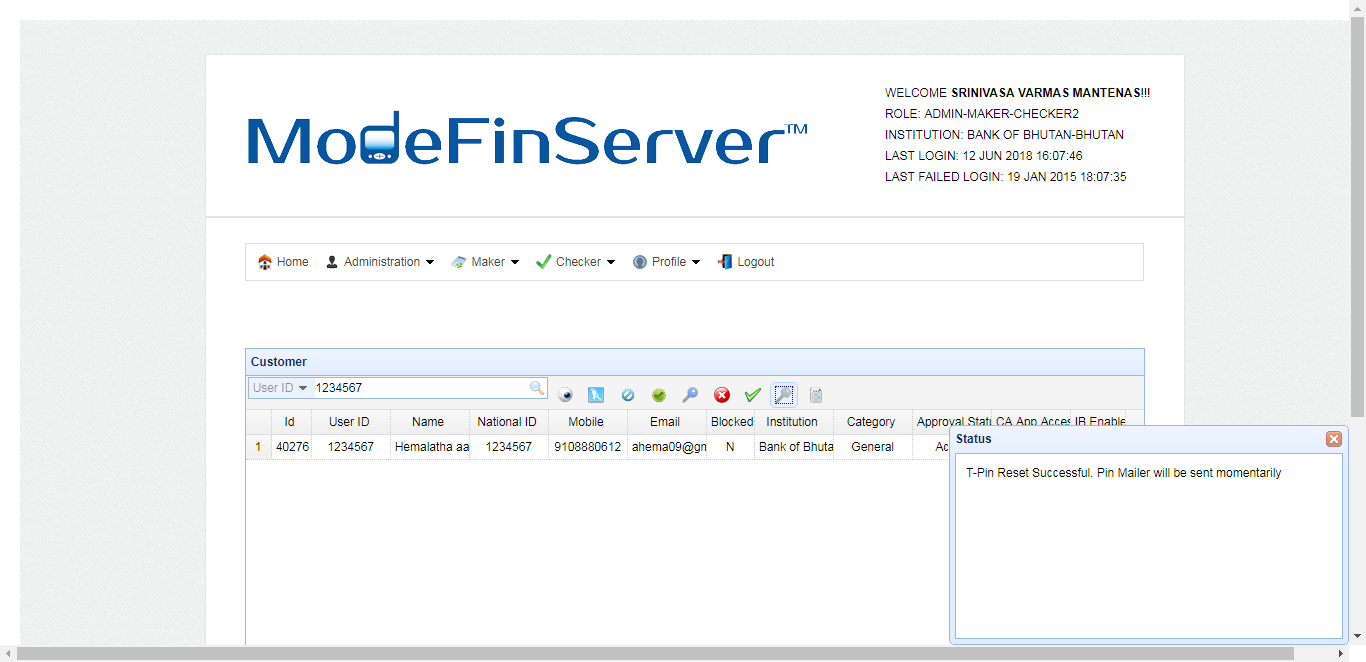 WELCOME SRINIVASA VARMAS MANTENAS!!!
ROLE: ADMIN-MAKER-CHECKER2
INSTITUTION: BANK OF BHUTAN-BHUTAN
LAST LOGIN: 12 JUN 2018 16:07:46
LAST FAILED LOGIN: 19 JAN 2015 18:07:35
ModeFinServer™
Home Administration Maker Checker Profile Logout
Customer
User ID 1234567
Id User ID Name National ID Mobile Email Blocked Institution Category Approval Statu CA App Acces IB Enable
1 40276 1234567 Hemalatha aa 1234567 9108880612 ahema09@gm N Bank of Bhuta General Ac
Status
T-Pin Reset Successful. Pin Mailer will be sent momentarily